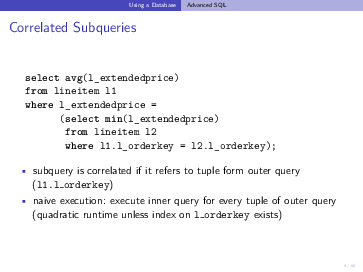 Using a Database Advanced SQL
Correlated Subqueries
select avg(l_extendedprice)
from lineitem l1
where l_extendedprice =
(select min(l_extendedprice)
from lineitem l2
where l1.l_orderkey = l2.l_orderkey);
subquery is correlated if it refers to tuple form outer query
(l1.l_orderkey)
naive execution: execute inner query for every tuple of outer query
(quadratic runtime unless index on l_orderkey exists)